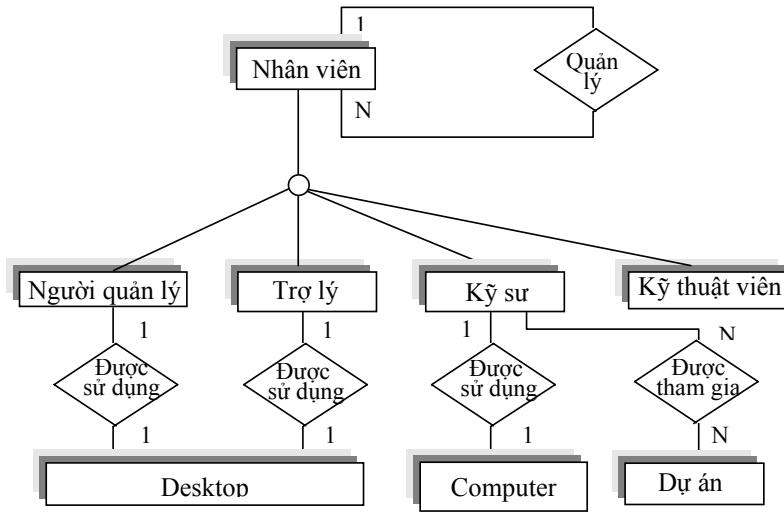 1
Nhân viên
Quản
lý
N
Người quản lý
Trợ lý
Kỹ sư
Kỹ thuật viên
1
1
1
N
Được
sử dụng
Được
sử dụng
Được
sử dụng
Được
tham gia
1
1
1
N
Desktop
Computer
Dự án